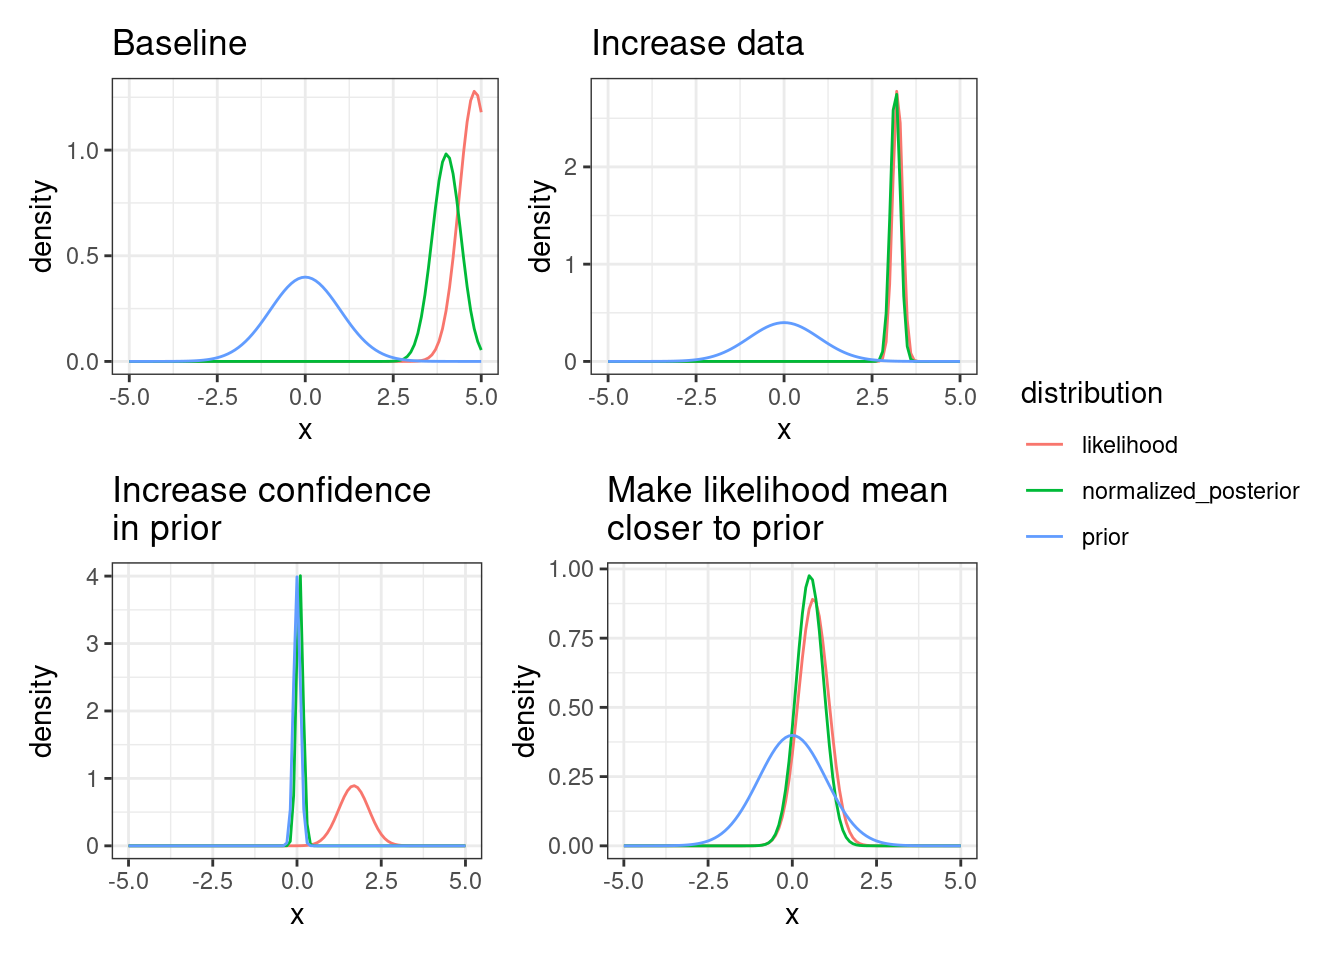 Baseline
1.0
0.5
0.0
density
-5.0 -2.5 0.0 2.5 5.0
x
Increase data
2
1
0
density
-5.0 -2.5 0.0 2.5 5.0
x
Increase confidence
in prior
4
3
2
1
0
density
-5.0 -2.5 0.0 2.5 5.0
x
Make likelihood mean
closer to prior
1.00
0.75
0.50
0.25
0.00
density
-5.0 -2.5 0.0 2.5 5.0
x
distribution
likelihood
normalized_posterior
prior